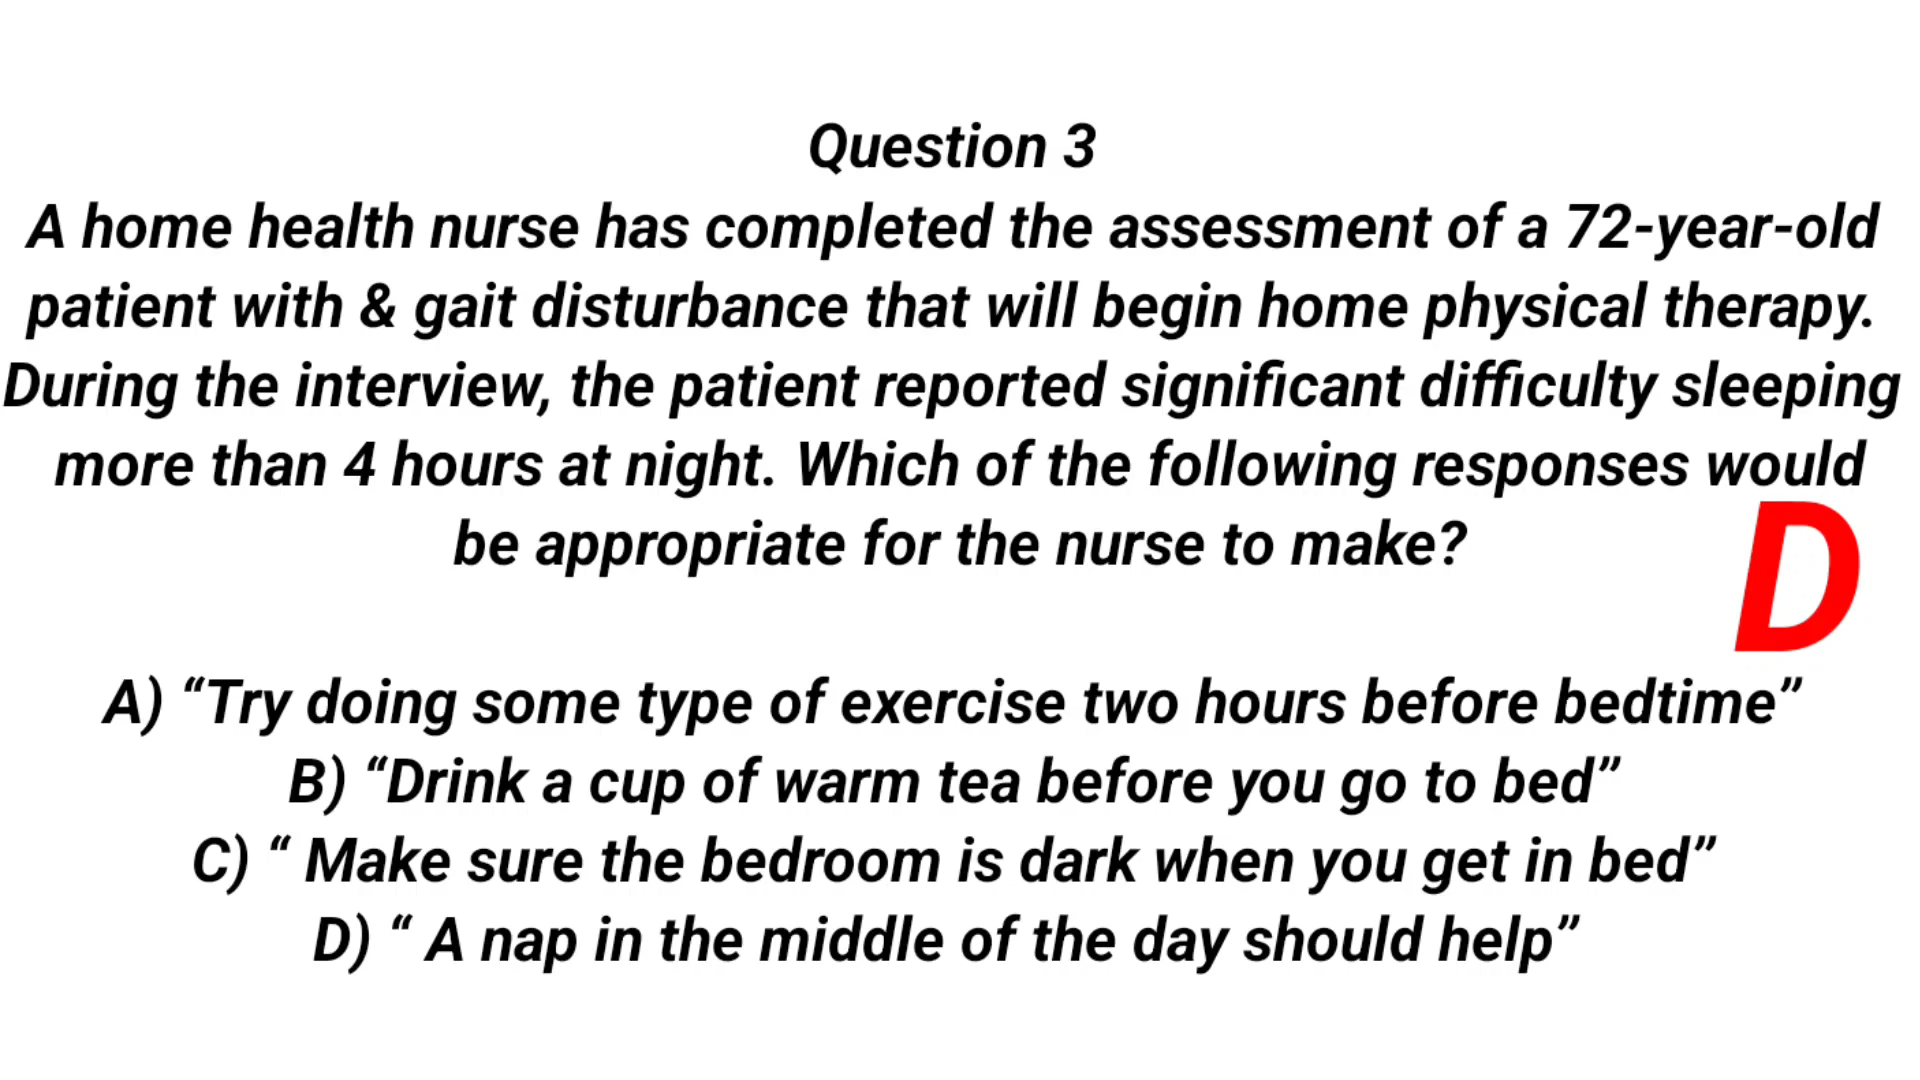 Question 3
A home health nurse has completed the assessment of a 72-year-old
patient with & gait disturbance that will begin home physical therapy.
During the interview, the patient reported significant difficulty sleeping
more than 4 hours at night. Which of the following responses would
be appropriate for the nurse to make?
D
A) “Try doing some type of exercise two hours before bedtime”
B) “Drink a cup of warm tea before you go to bed”
C) “ Make sure the bedroom is dark when you get in bed”
D) “ A nap in the middle of the day should help”